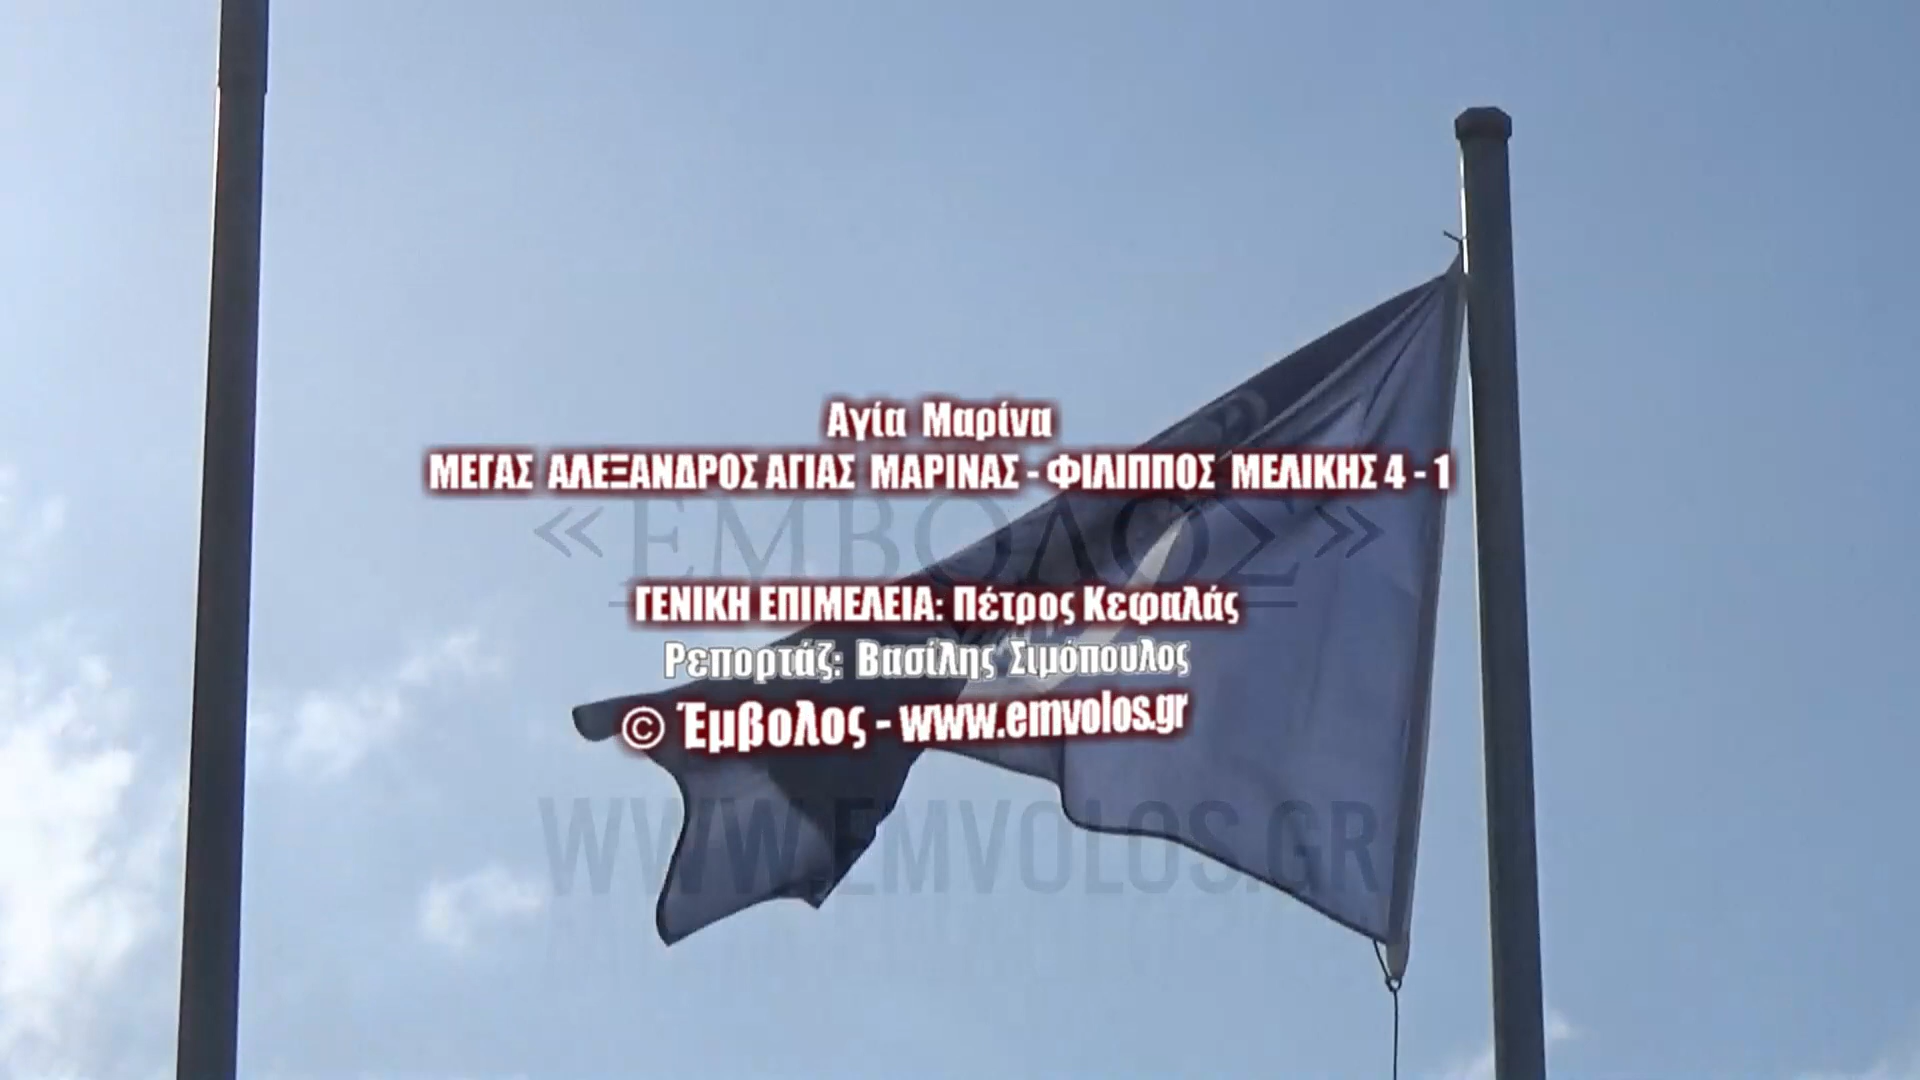 Αγία Μαρίνα
ΜΕΓΑΣ ΑΛΕΞΑΝΔΡΟΣ ΑΓΙΑΣ ΜΑΡΙΝΑΣ - ΦΙΛΙΠΠΟΣ ΜΕΛΙΚΗΣ 4 - 1
«ΕΜΒΟΛΟΣ»
ΓΕΝΙΚΗ ΕΠΙΜΕΛΕΙΑ: Πέτρος Κεφαλάς
Ρεπορτάζ: Βασίλης Σιμόπουλος
© Έμβολος - www.emvolos.gr
WWW.EMVOLOS.GR